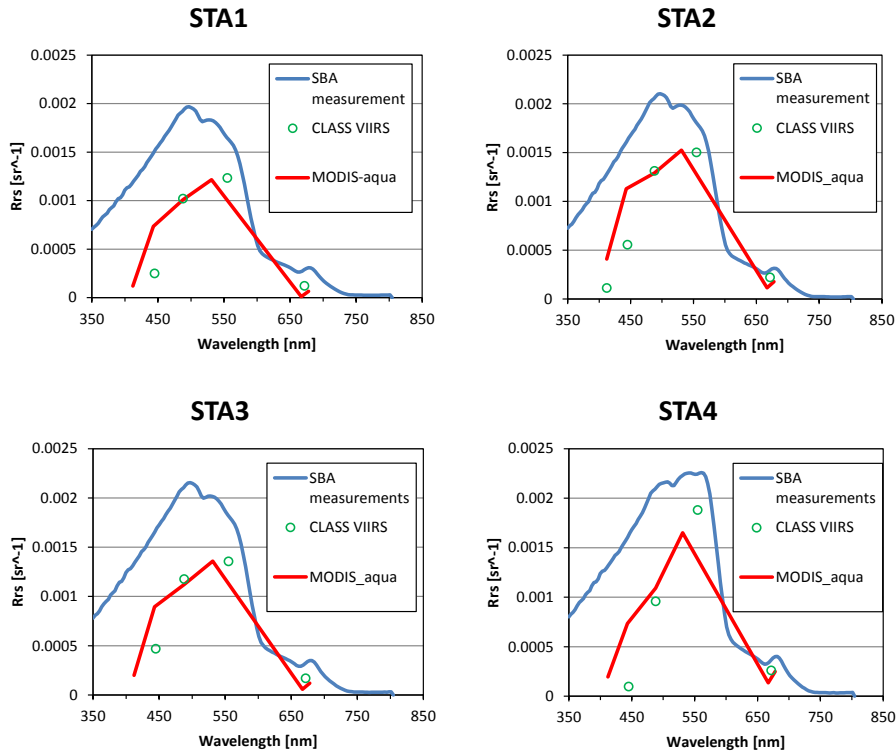 STA1
0.0025
0.002
0.0015
0.001
0.0005
0
350 450 550 650 750 850
Rrs [sr^-1]
Wavelength [nm]
SBA
measurement
CLASS VIIRS
MODIS-aqua
STA2
0.0025
0.002
0.0015
0.001
0.0005
0
350 450 550 650 750 850
Rrs [sr^-1]
Wavelength [nm]
SBA
measurement
CLASS VIIRS
MODIS_aqua
STA3
0.0025
0.002
0.0015
0.001
0.0005
0
350 450 550 650 750 850
Rrs [sr^-1]
Wavelength [nm]
SBA
measurements
CLASS VIIRS
MODIS_aqua
STA4
0.0025
0.002
0.0015
0.001
0.0005
0
350 450 550 650 750 850
Rrs [sr^-1]
Wavelength [nm]
SBA
measurements
CLASS VIIRS
MODIS_aqua